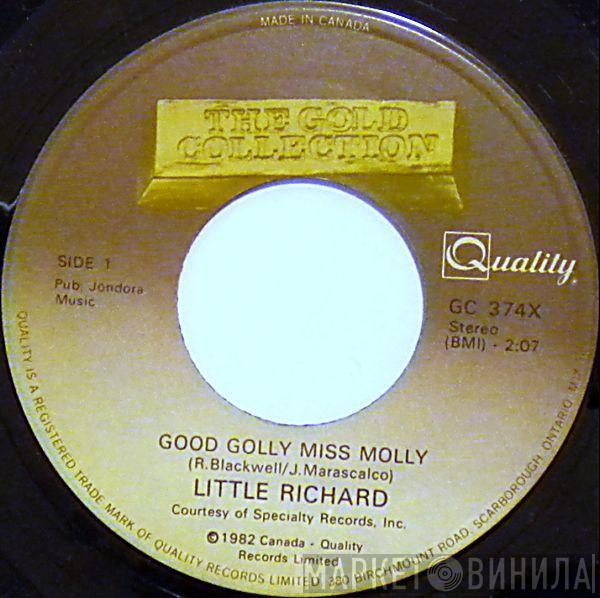 MADE IN CANADA
THE GOLD
COLLECTION
SIDE 1
Pub: Jondora
Music
Quality
GC 374X
Stereo
(BMI) - 2:07
GOOD GOLLY MISS MOLLY
(R. Blackwell/J. Marascalco)
LITTLE RICHARD
Courtesy of Specialty Records, Inc.
©1982 Canada - Quality
Records Limited
QUALITY IS A REGISTERED TRADE MARK OF QUALITY RECORDS LIMITED, 380 BIRCHMOUNT ROAD, SCARBOROUGH, ONTARIO,
МАРКЕТ ВИНИЛА